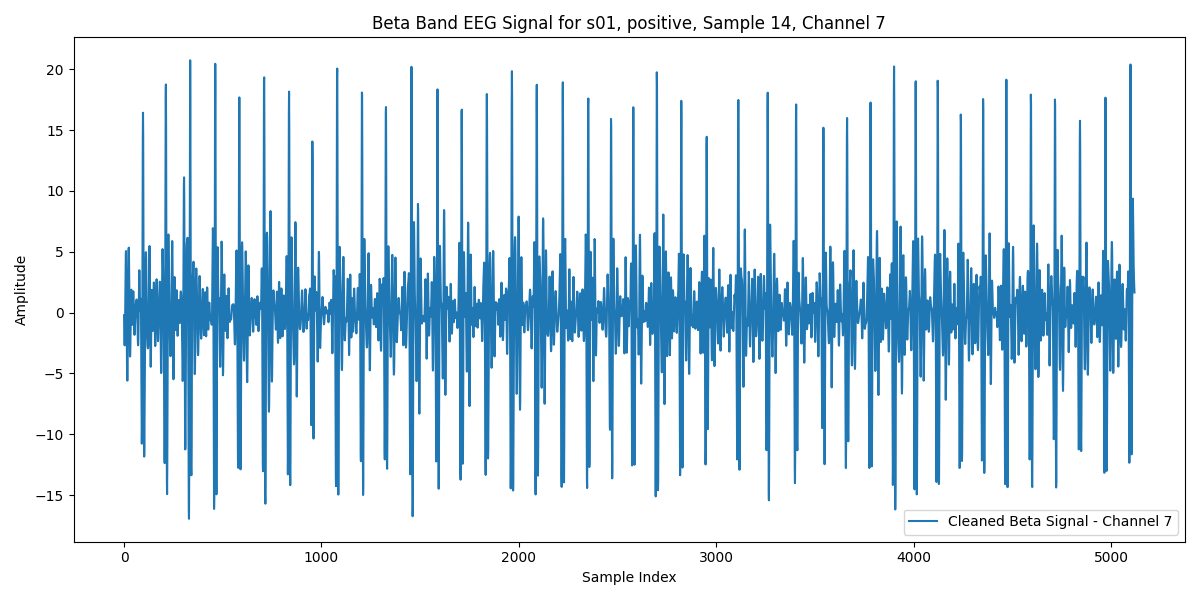 Beta Band EEG Signal for s01, positive, Sample 14, Channel 7
Amplitude
20
15
10
5
0
−5
−10
−15
0 1000 2000 3000 4000 5000
Sample Index
Cleaned Beta Signal - Channel 7